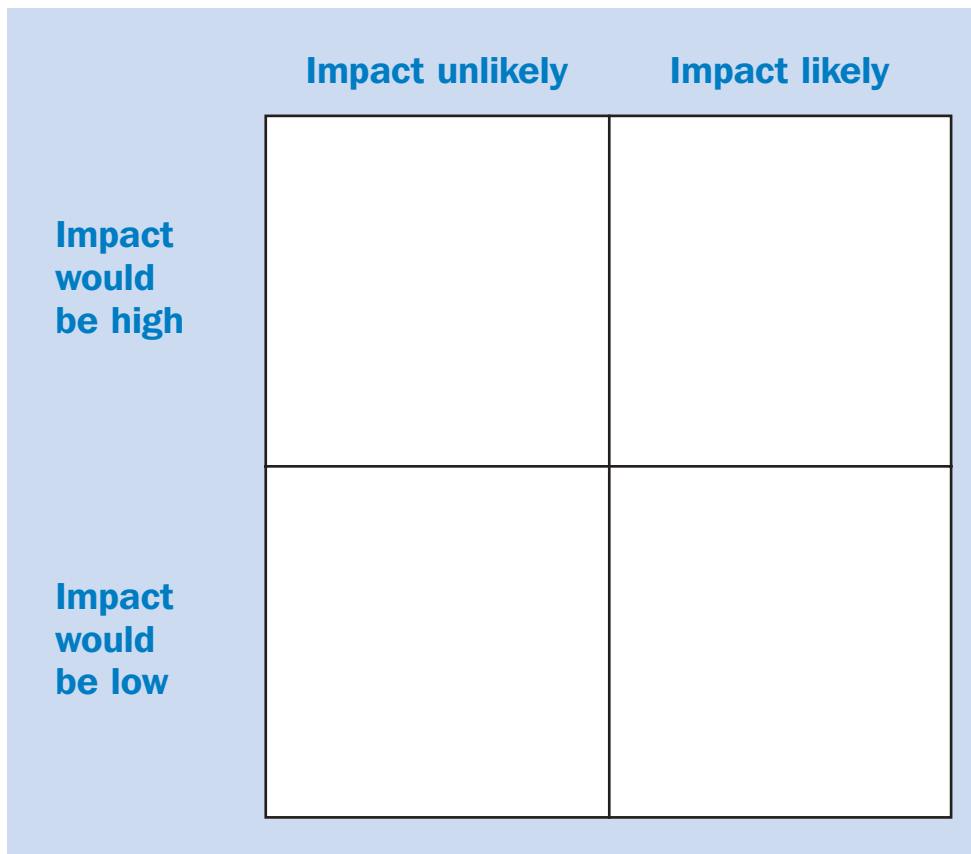 Impact unlikely
Impact likely
Impact
would
be high
Impact
would
be low